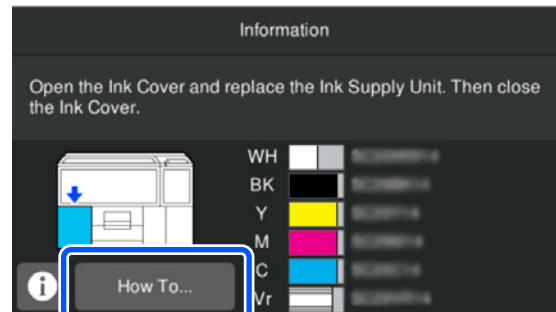 Information
Open the Ink Cover and replace the Ink Supply Unit. Then close
the Ink Cover.
WH
BK
Y
M
C
Vr
i
How To...